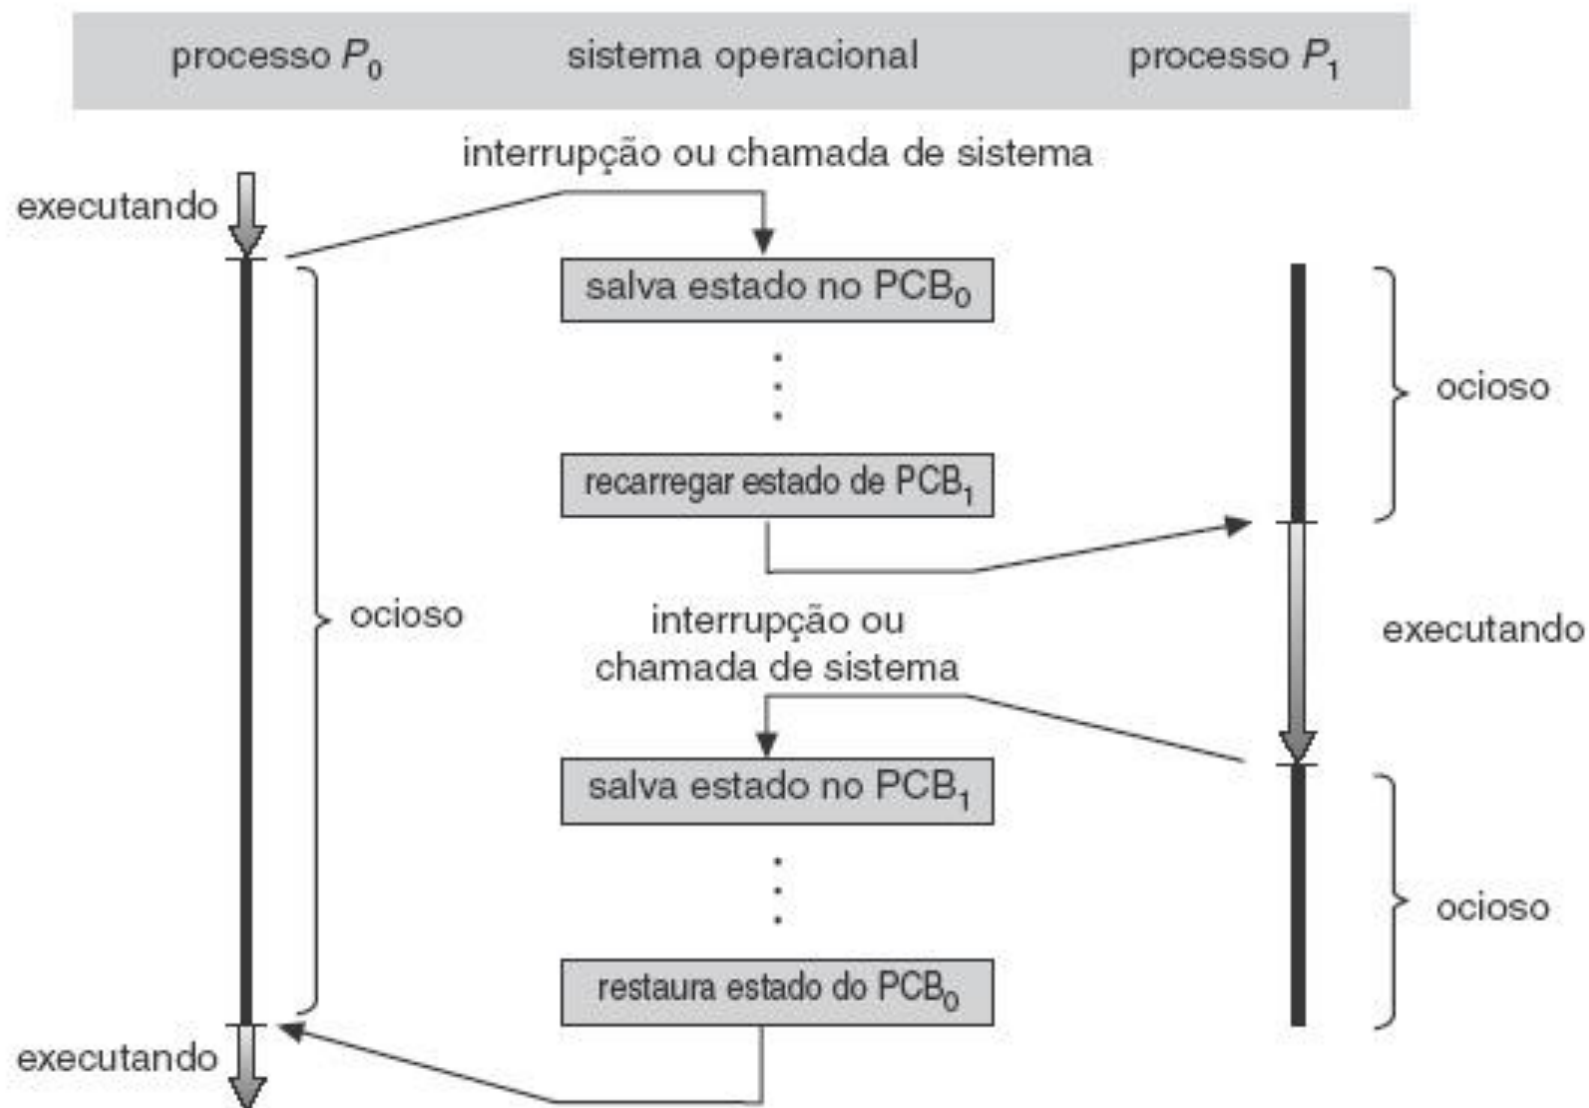 processo P₀
sistema operacional
processo P₁
interrupção ou chamada de sistema
executando
salva estado no PCB₀
ocioso
recarregar estado de PCB₁
ocioso
interrupção ou
chamada de sistema
executando
salva estado no PCB₁
ocioso
restaura estado do PCB₀
executando